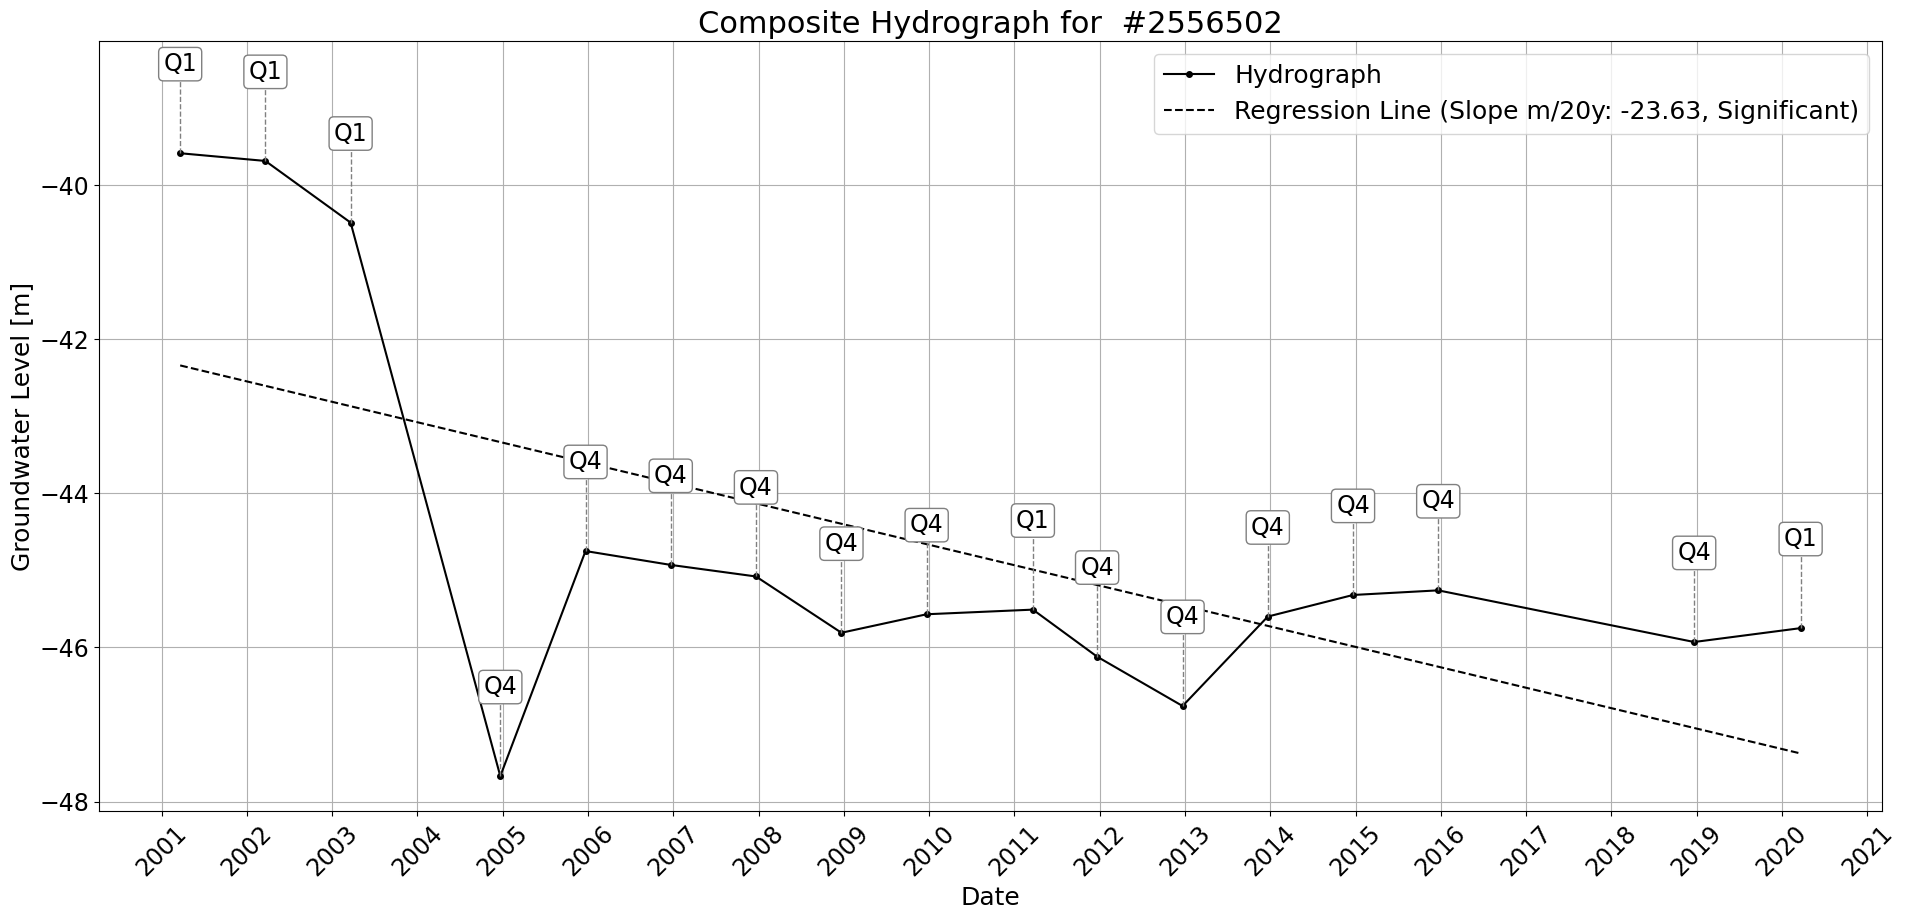 Composite Hydrograph for  #2556502
Hydrograph
Regression Line (Slope m/20y: -23.63, Significant)
Groundwater Level [m]
−40
−42
−44
−46
−48
Q1
Q1
Q1
Q4
Q4
Q4
Q4
Q4
Q4
Q1
Q4
Q4
Q4
Q4
Q4
Q4
Q1
2001
2002
2003
2004
2005
2006
2007
2008
2009
2010
2011
2012
2013
2014
2015
2016
2017
2018
2019
2020
2021
Date